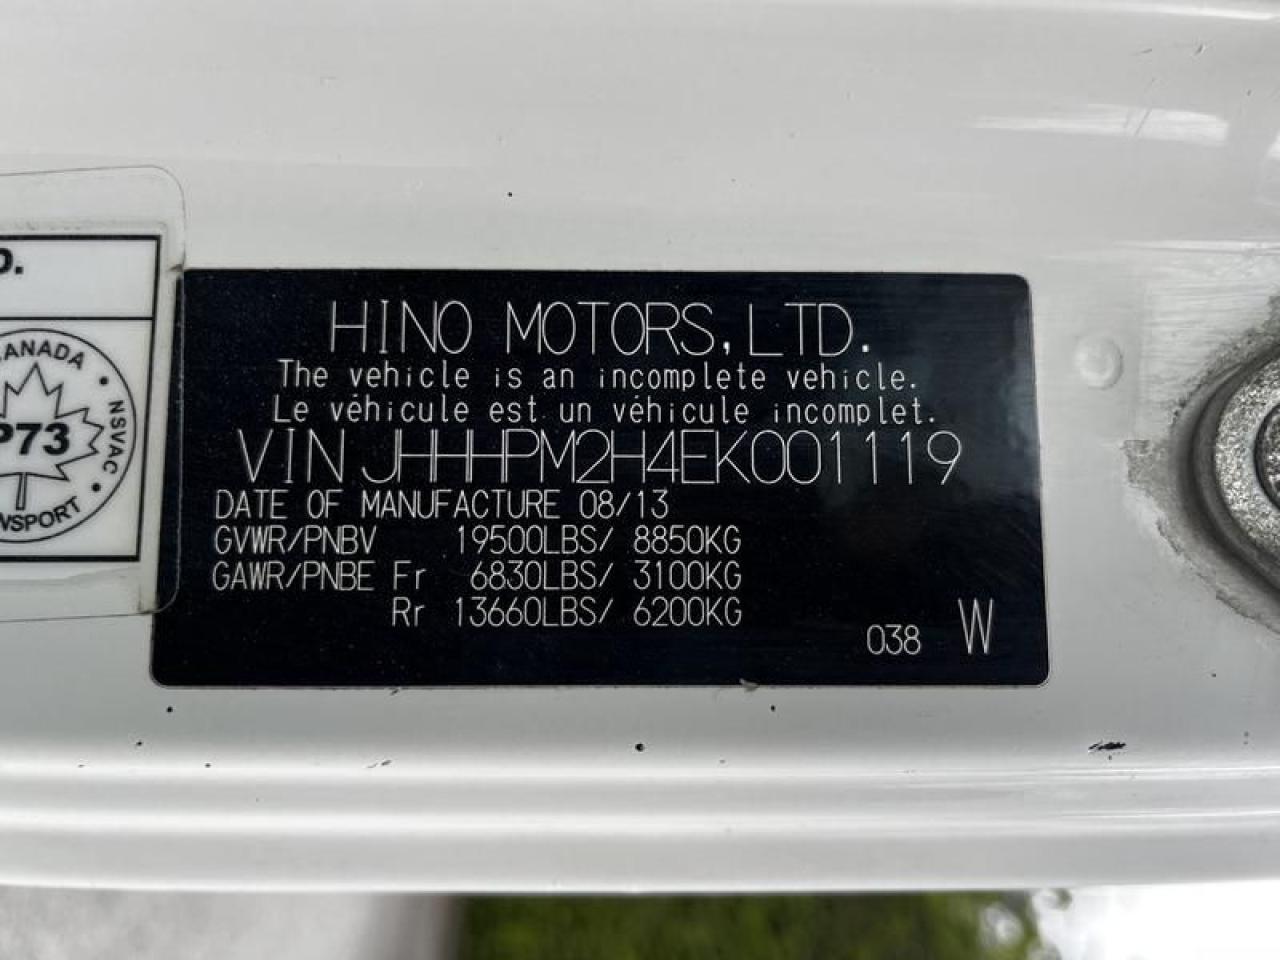 HINO MOTORS, LTD.
The vehicle is an incomplete vehicle.
Le véhicule est un véhicule incomplet.
VIN JHHHPM2H4EK001119
DATE OF MANUFACTURE 08/13
GVWR/PNBV 19500LBS/ 8850KG
GAWR/PNBE Fr 6830LBS/ 3100KG
Rr 13660LBS/ 6200KG
038 W
D.
ANADA
NSVAC
P73
NSPORT